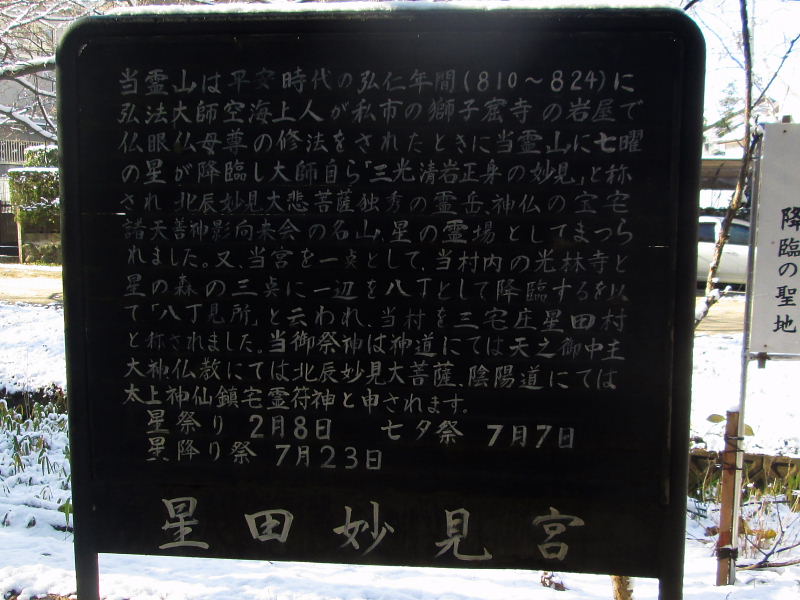 当霊山は平安時代の弘仁年間(810～824)に
弘法大師空海上人が私市の獅子窟寺の岩屋で
仏眼仏母尊の修法をされたときに当霊山に七曜
の星が降臨し大師自ら「三光清岩正身の妙見」と称
され、北辰妙見大悲菩薩独秀の霊岳、神仏の宝宅
諸天善神影向来会の名山、星の霊場としてまつら
れました。又、当宮を一点として、当村内の光林寺と
星の森の三点に一辺を八丁として降臨するを以
て「八丁見所」と云われ、当村を三宅庄星田村
と称されました。当御祭神は神道にては天之御中主
大神仏教にては北辰妙見大菩薩、陰陽道にては
太上神仙鎮宅霊符神と申されます。
星祭り 2月8日 七夕祭 7月7日
星降り祭 7月23日
星田妙見宮
降臨の聖地